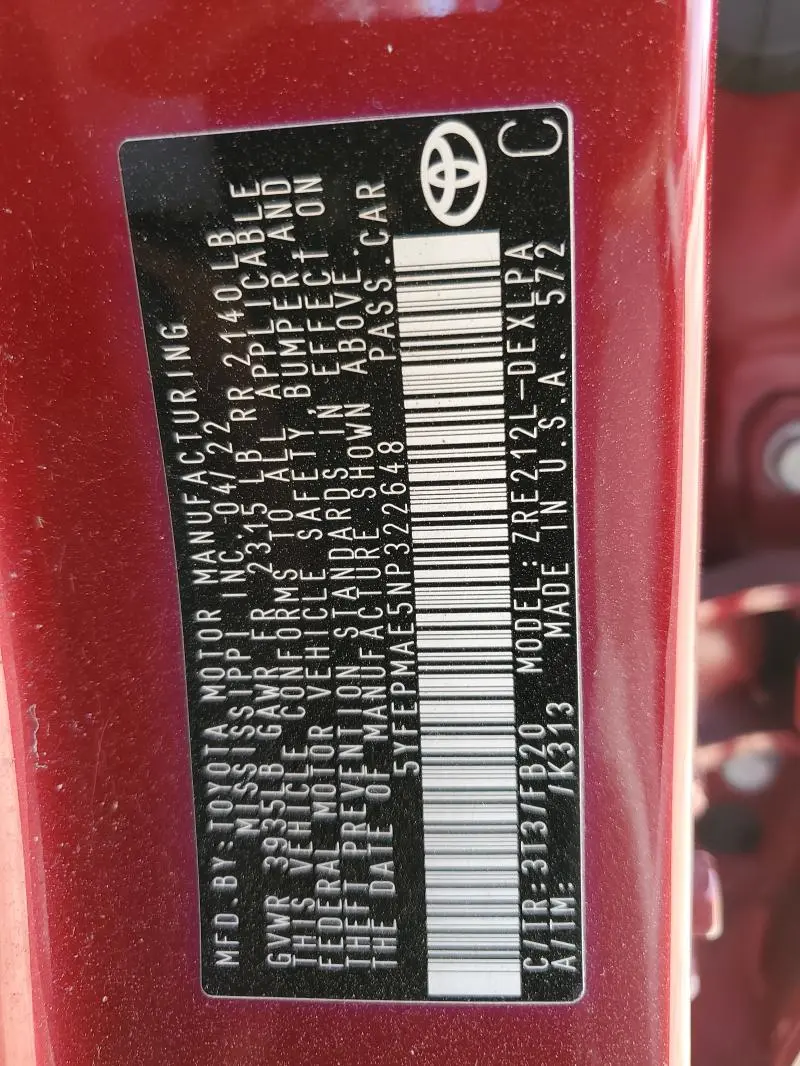 MFD.BY:TOYOTA MOTOR MANUFACTURING
MISSISSIPPI INC. 04/22
GVWR 3935LB GAWR FR 2315 LB RR 2140LB
THIS VEHICLE CONFORMS TO ALL APPLICABLE
FEDERAL MOTOR VEHICLE SAFETY,BUMPER,AND
THEFT PREVENTION STANDARDS IN EFFECT ON
THE DATE OF MANUFACTURE SHOWN ABOVE.
5YFEPMAE5NP322648 PASS.CAR
C/TR:3T3/FB20 MODEL:ZRE212L-DEXLPA
A/TM: /K313 MADE IN U.S.A. 572
C